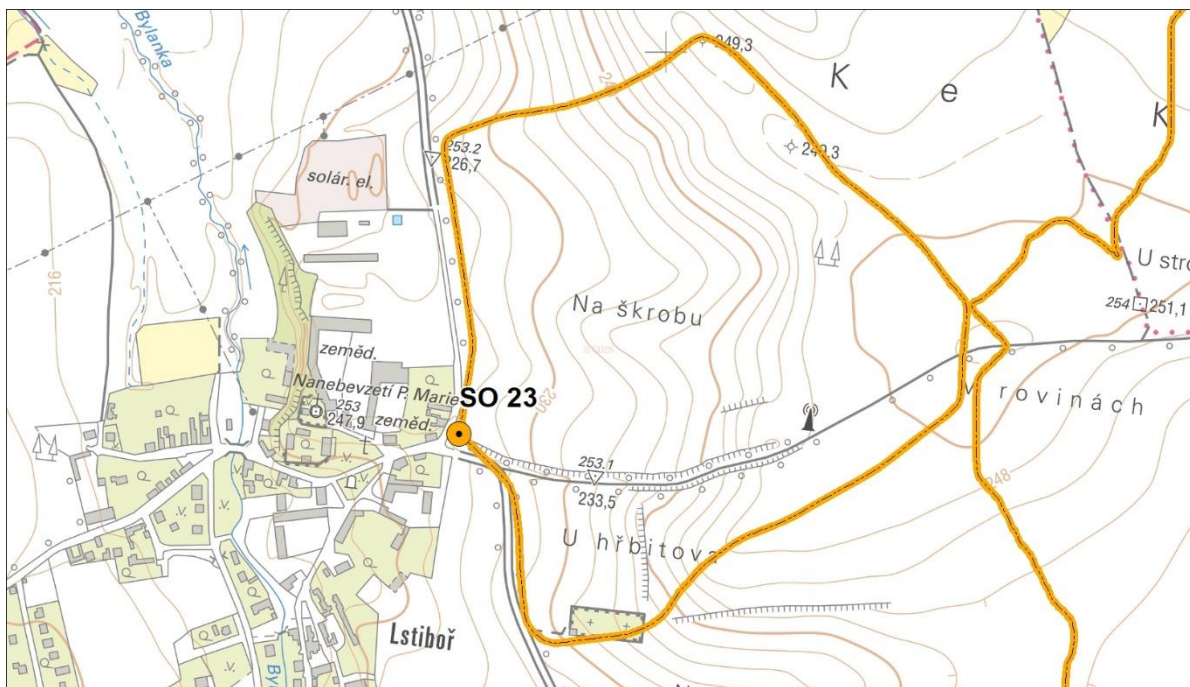 Bylanka
249,3
K
e
K
253.2
226,7
249,3
solár. el.
216
U stro
254 251,1
Na škrobu
zeměd.
Nanebevzetí P. Marie
SO 23
253
247,9
zeměd.
230
V rovinách
253.1
233,5
248
U hřbitova
Lstiboř